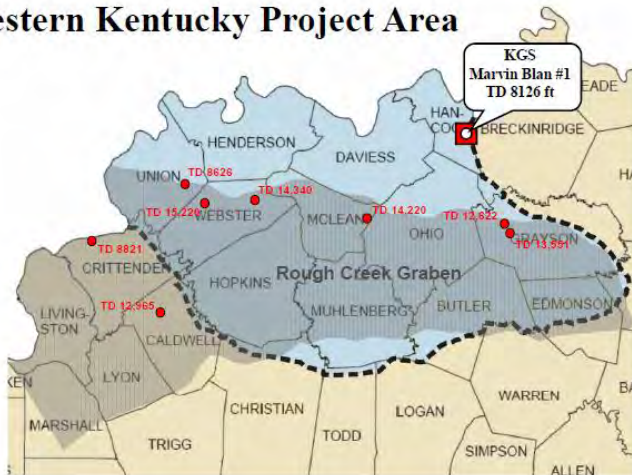 estern Kentucky Project Area
KGS
Marvin Blan #1
TD 8126 ft
EADE
HAN-
COC
BRECKINRIDGE
HENDERSON
DAVIESS
UNION
TD 8626
HA
TD 14,340
TD 15,220
WEBSTER
MCLEAN
TD 14,220
TD 12,622
OHIO
GRAYSON
TD 13,551
TD 8821
CRITTENDEN
HOPKINS
Rough Creek Graben
LIVING-
STON
TD 12,965
MUHLENBERG
BUTLER
EDMONSON
CALDWELL
KEN
LYON
BA
WARREN
CHRISTIAN
LOGAN
MARSHALL
TODD
TRIGG
SIMPSON
ALLEN
S